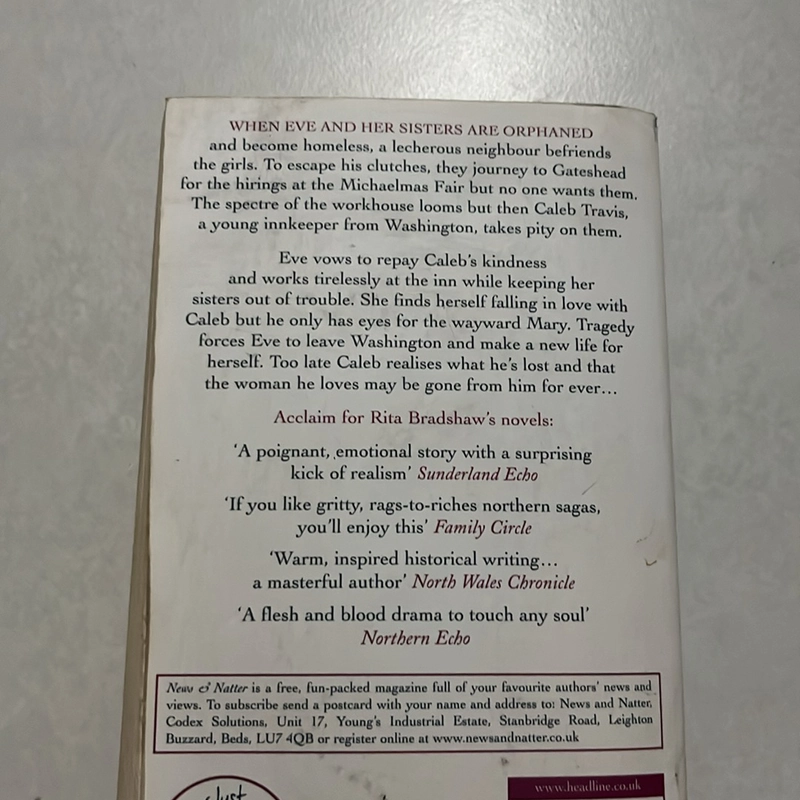 WHEN EVE AND HER SISTERS ARE ORPHANED
and become homeless, a lecherous neighbour befriends
the girls. To escape his clutches, they journey to Gateshead
for the hirings at the Michaelmas Fair but no one wants them.
The spectre of the workhouse looms but then Caleb Travis,
a young innkeeper from Washington, takes pity on them.
Eve vows to repay Caleb's kindness
and works tirelessly at the inn while keeping her
sisters out of trouble. She finds herself falling in love with
Caleb but he only has eyes for the wayward Mary. Tragedy
forces Eve to leave Washington and make a new life for
herself. Too late Caleb realises what he's lost and that
the woman he loves may be gone from him for ever...
Acclaim for Rita Bradshaw's novels:
'A poignant, emotional story with a surprising
kick of realism' Sunderland Echo
'If you like gritty, rags-to-riches northern sagas,
you'll enjoy this' Family Circle
'Warm, inspired historical writing...
a masterful author' North Wales Chronicle
'A flesh and blood drama to touch any soul'
Northern Echo
News & Natter is a free, fun-packed magazine full of your favourite authors' news and
views. To subscribe send a postcard with your name and address to: News and Natter,
Codex Solutions, Unit 17, Young's Industrial Estate, Stanbridge Road, Leighton
Buzzard, Beds, LU7 4QB or register online at www.newsandnatter.co.uk
Just
www.headline.co.uk